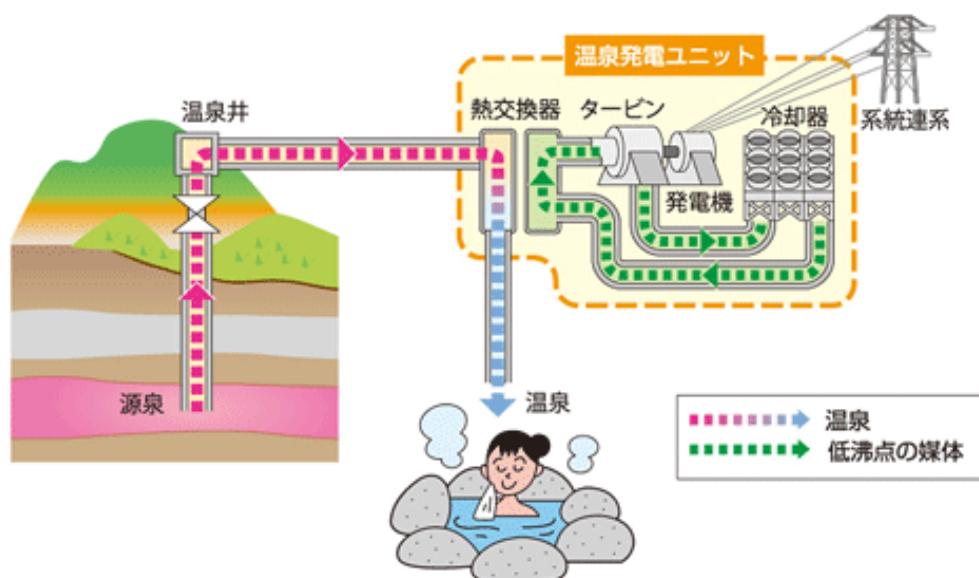 温泉発電ユニット
温泉井
熱交換器
タービン
冷却器
系統連系
発電機
源泉
温泉
温泉
低沸点の媒体